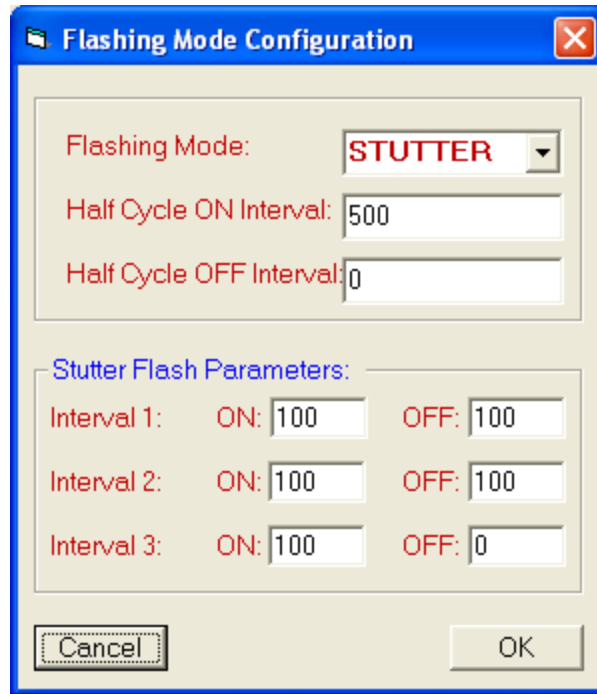 Flashing Mode Configuration
Flashing Mode: STUTTER
Half Cycle ON Interval: 500
Half Cycle OFF Interval: 0
Stutter Flash Parameters:
Interval 1: ON: 100 OFF: 100
Interval 2: ON: 100 OFF: 100
Interval 3: ON: 100 OFF: 0
Cancel OK